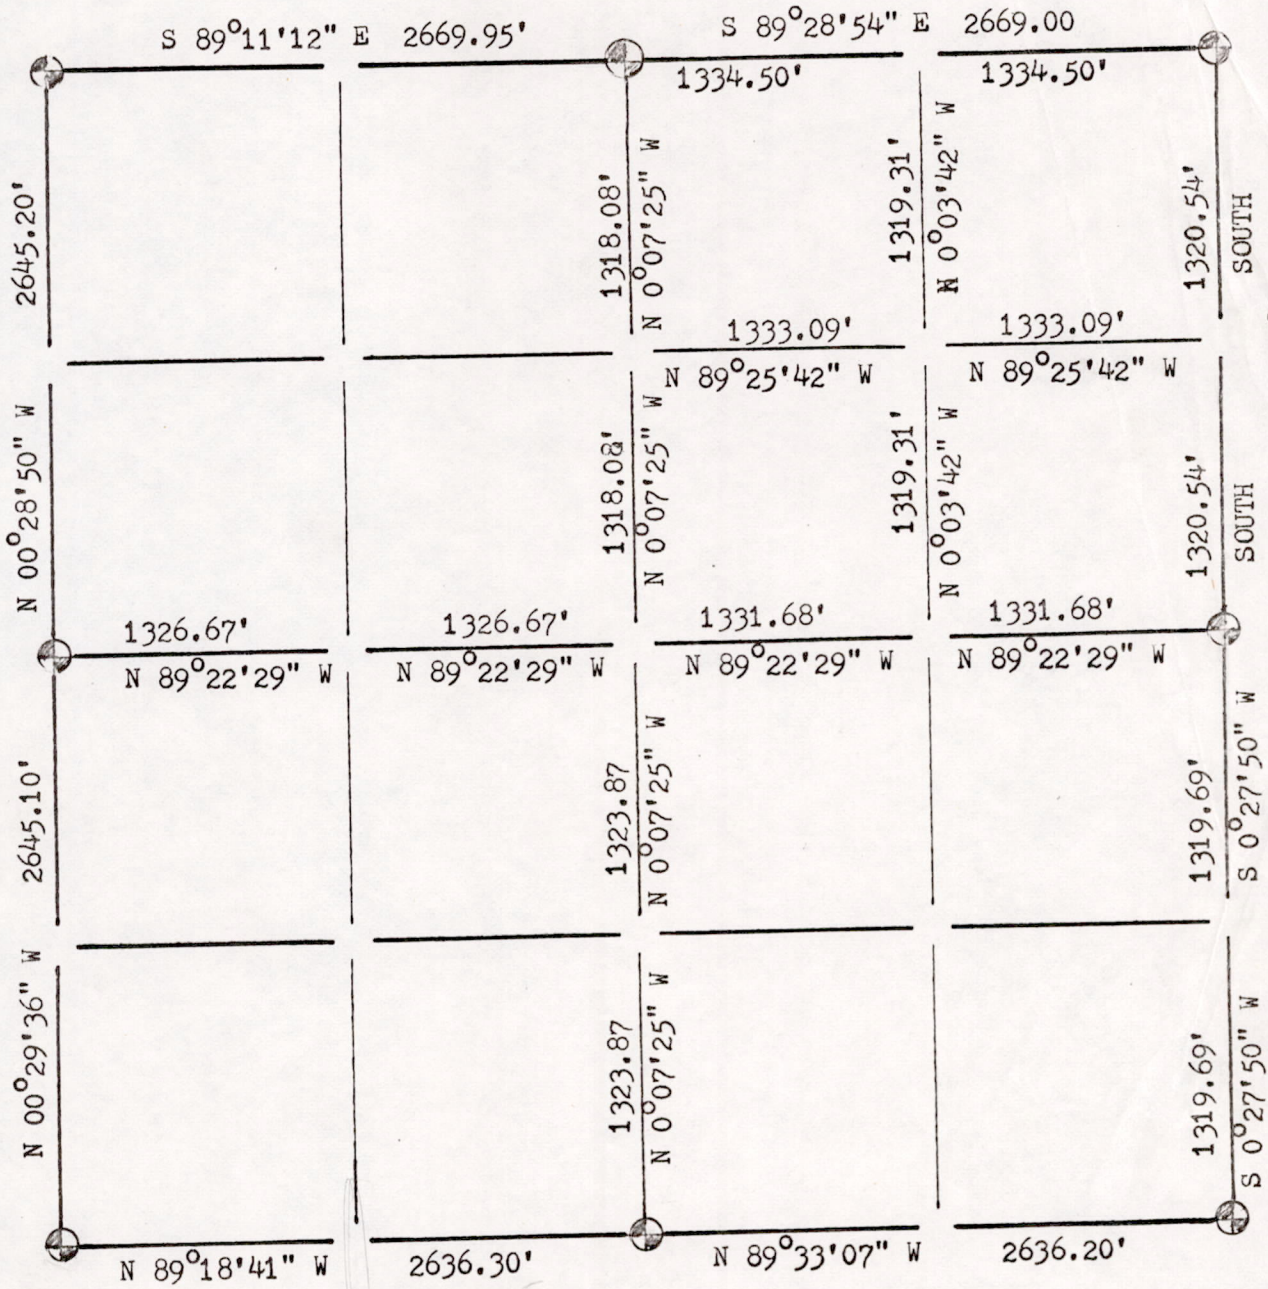 S 89°11'12" E 2669.95'
S 89°28'54" E 2669.00
1334.50'
1334.50'
2645.20'
1318.08'
N 0°07'25" W
1319.31'
N 0°03'42" W
1320.54'
SOUTH
1333.09'
1333.09'
N 89°25'42" W
N 89°25'42" W
N 00°28'50" W
1318.08'
N 0°07'25" W
1319.31'
N 0°03'42" W
1320.54'
SOUTH
1326.67'
1326.67'
1331.68'
1331.68'
N 89°22'29" W
N 89°22'29" W
N 89°22'29" W
N 89°22'29" W
2645.10'
1323.87
N 0°07'25" W
1319.69'
S 0°27'50" W
N 00°29'36" W
1323.87
N 0°07'25" W
1319.69'
S 0°27'50" W
N 89°18'41" W
2636.30'
N 89°33'07" W
2636.20'